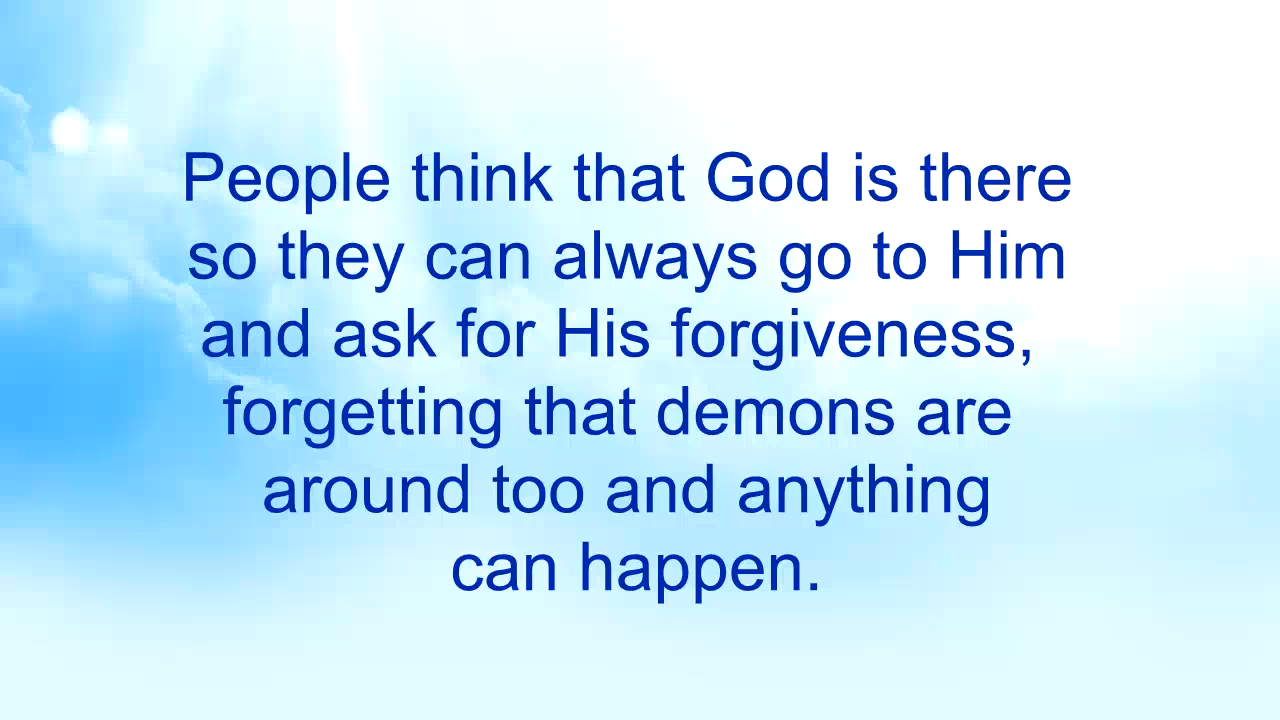 People think that God is there
so they can always go to Him
and ask for His forgiveness,
forgetting that demons are
around too and anything
can happen.